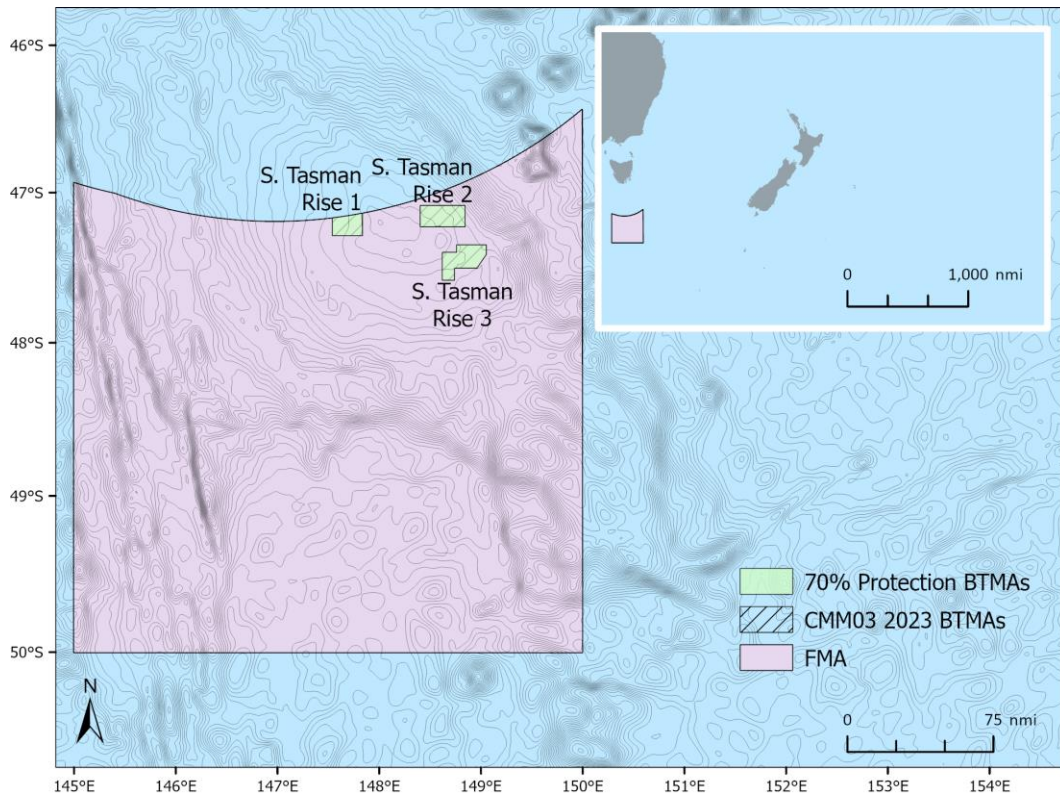 46°S
47°S
48°S
49°S
50°S
S. Tasman
Rise 1
S. Tasman
Rise 2
S. Tasman
Rise 3
0
1,000 nmi
70% Protection BTMAs
CMM03 2023 BTMAs
FMA
N
0
75 nmi
145°E
146°E
147°E
148°E
149°E
150°E
151°E
152°E
153°E
154°E